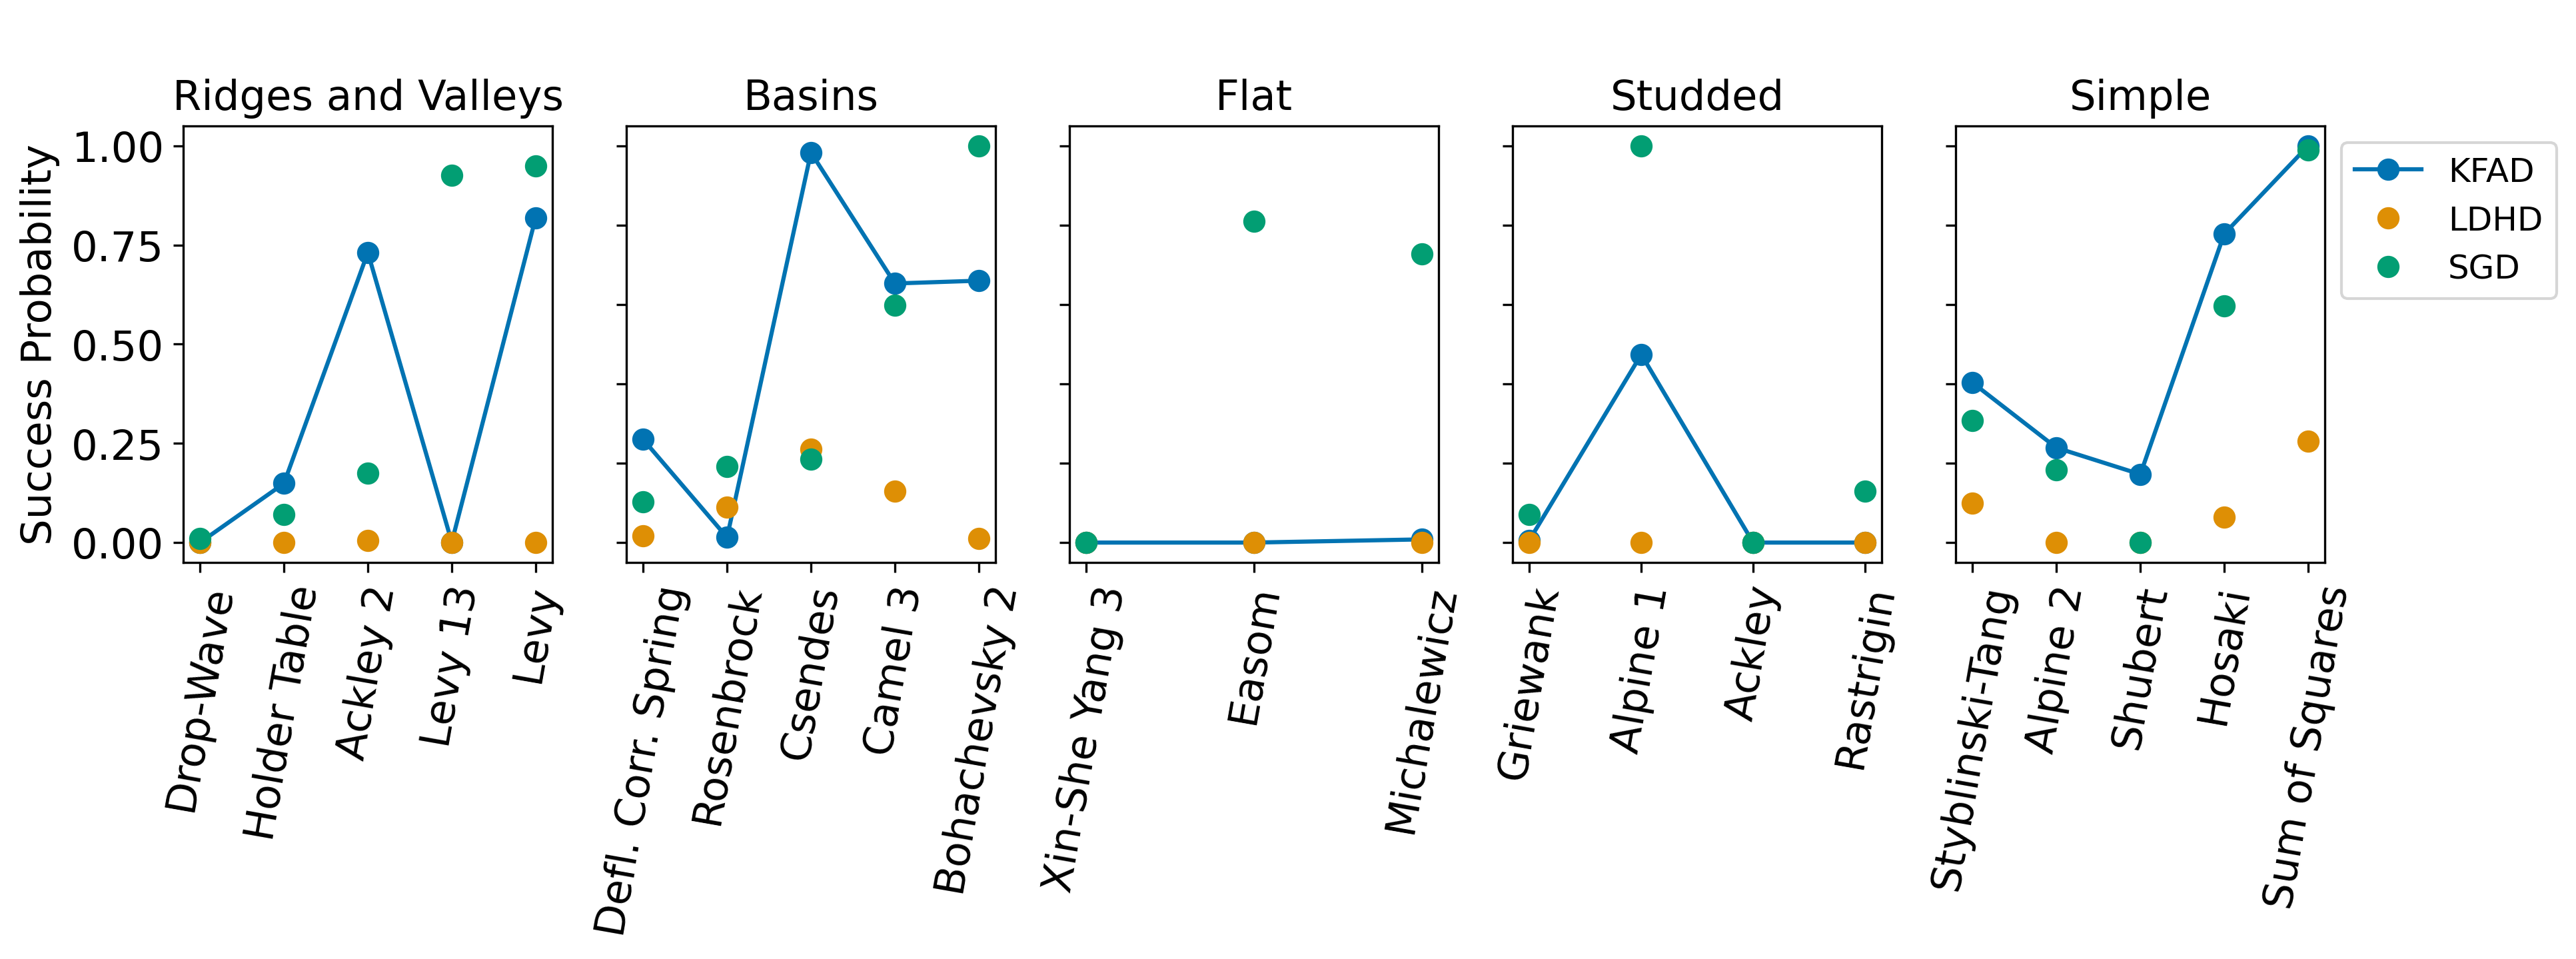 Ridges and Valleys
Basins
Flat
Studded
Simple
Success Probability
1.00
0.75
0.50
0.25
0.00
KFAD
LDHD
SGD
Drop-Wave
Holder Table
Ackley 2
Levy 13
Levy
Defl. Corr. Spring
Rosenbrock
Csendes
Camel 3
Bohachevsky 2
Xin-She Yang 3
Easom
Michalewicz
Griewank
Alpine 1
Ackley
Rastrigin
Styblinski-Tang
Alpine 2
Shubert
Hosaki
Sum of Squares